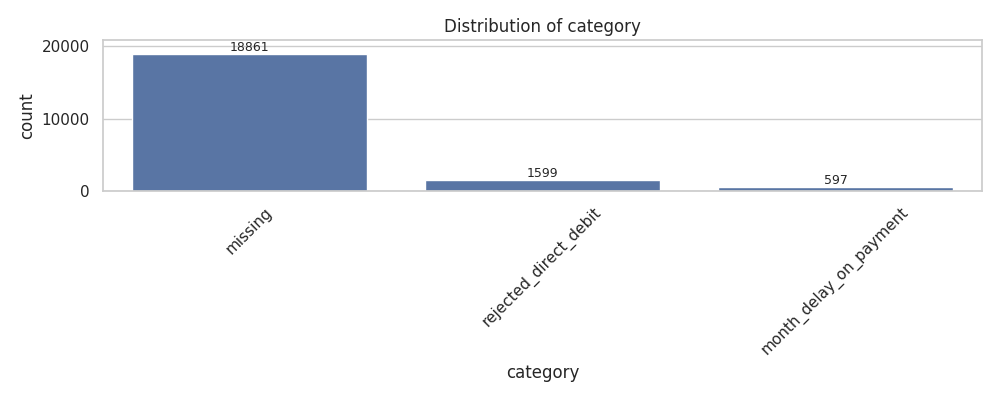 Distribution of category
20000
10000
0
count
18861
1599
597
missing
rejected_direct_debit
month_delay_on_payment
category